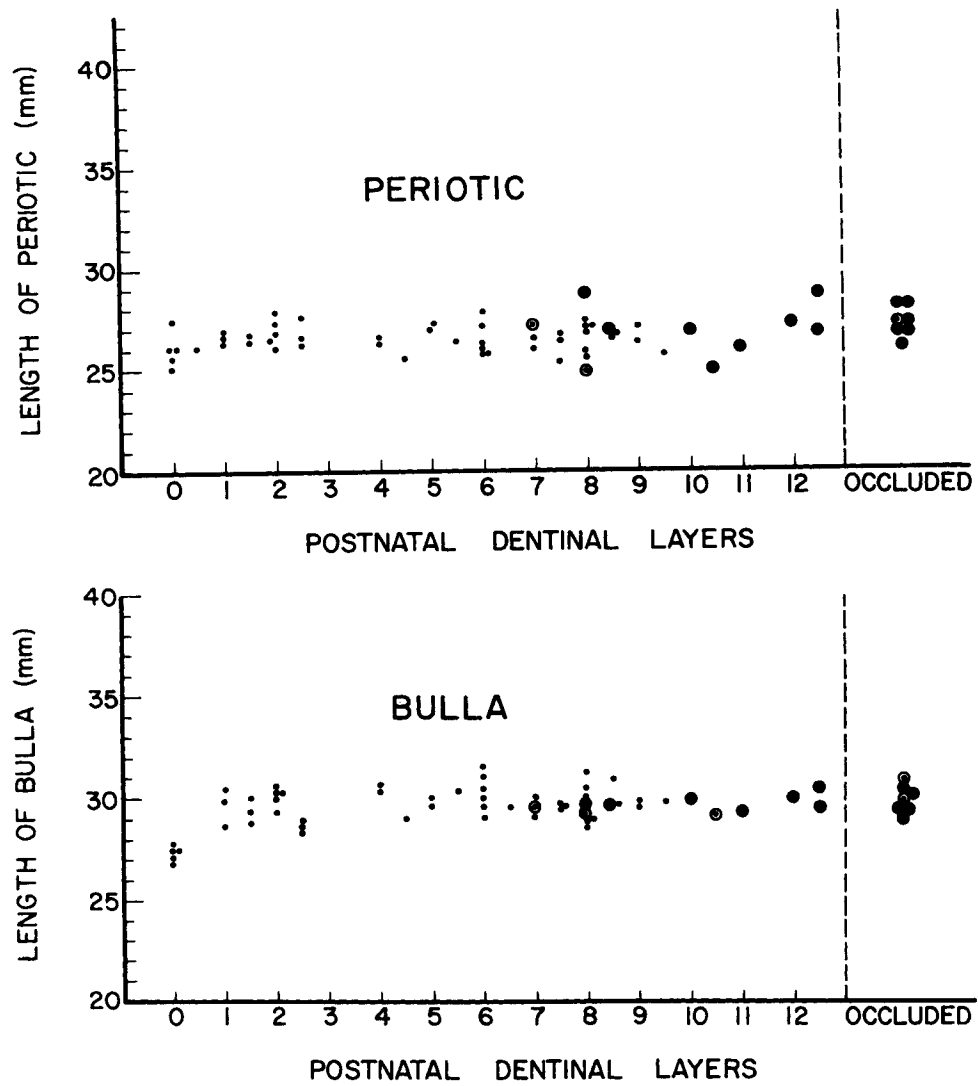 LENGTH OF PERIOTIC (mm)
40
35
30
25
20
PERIOTIC
0 1 2 3 4 5 6 7 8 9 10 11 12 OCCLUDED
POSTNATAL DENTINAL LAYERS
LENGTH OF BULLA (mm)
40
35
30
25
20
BULLA
0 1 2 3 4 5 6 7 8 9 10 11 12 OCCLUDED
POSTNATAL DENTINAL LAYERS